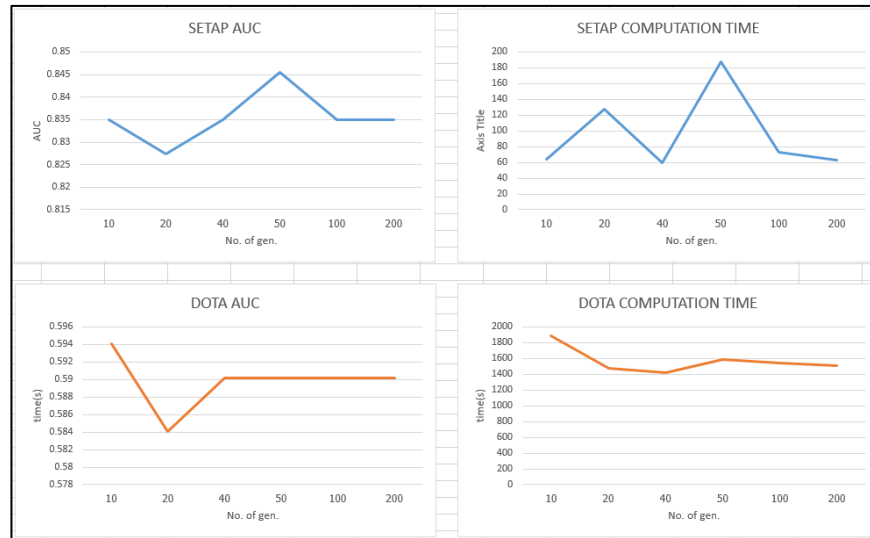 SETAP AUC
0.85
0.845
0.84
0.835
0.83
0.825
0.82
0.815
AUC
10 20 40 50 100 200
No. of gen.
SETAP COMPUTATION TIME
200
180
160
140
120
100
80
60
40
20
0
Axis Title
10 20 40 50 100 200
No. of gen.
DOTA AUC
0.596
0.594
0.592
0.59
0.588
0.586
0.584
0.582
0.58
0.578
time(s)
10 20 40 50 100 200
No. of gen.
DOTA COMPUTATION TIME
2000
1800
1600
1400
1200
1000
800
600
400
200
0
time(s)
10 20 40 50 100 200
No. of gen.